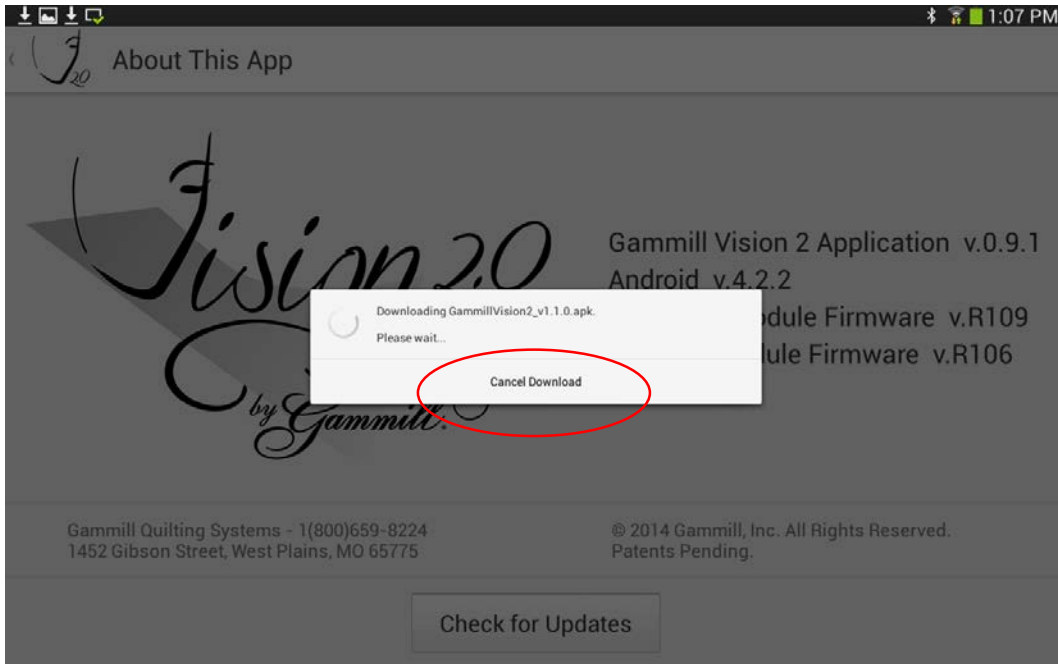 1:07 PM
20
About This App
Vision 2.0
by Gammill.
Gammill Vision 2 Application v.0.9.1
Android v.4.2.2
Module Firmware v.R109
Module Firmware v.R106
Downloading GammillVision2_v1.1.0.apk.
Please wait...
Cancel Download
Gammill Quilting Systems - 1(800)659-8224
1452 Gibson Street, West Plains, MO 65775
© 2014 Gammill, Inc. All Rights Reserved.
Patents Pending.
Check for Updates